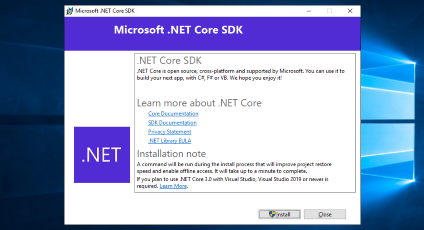 Microsoft .NET Core SDK
Microsoft .NET Core SDK
.NET Core SDK
.NET Core is open source, cross-platform and supported by Microsoft. You can use it to
build your next app, with C#, F# or VB. We hope you enjoy it!
Learn more about .NET Core
Core Documentation
SDK Documentation
Privacy Statement
.NET Library EULA
.NET
Installation note
A command will be run during the install process that will improve project restore
speed and enable offline access. It will take up to a minute to complete.
If you plan to use .NET Core 3.0 with Visual Studio, Visual Studio 2019 or newer is
required. Learn More.
Install
Close